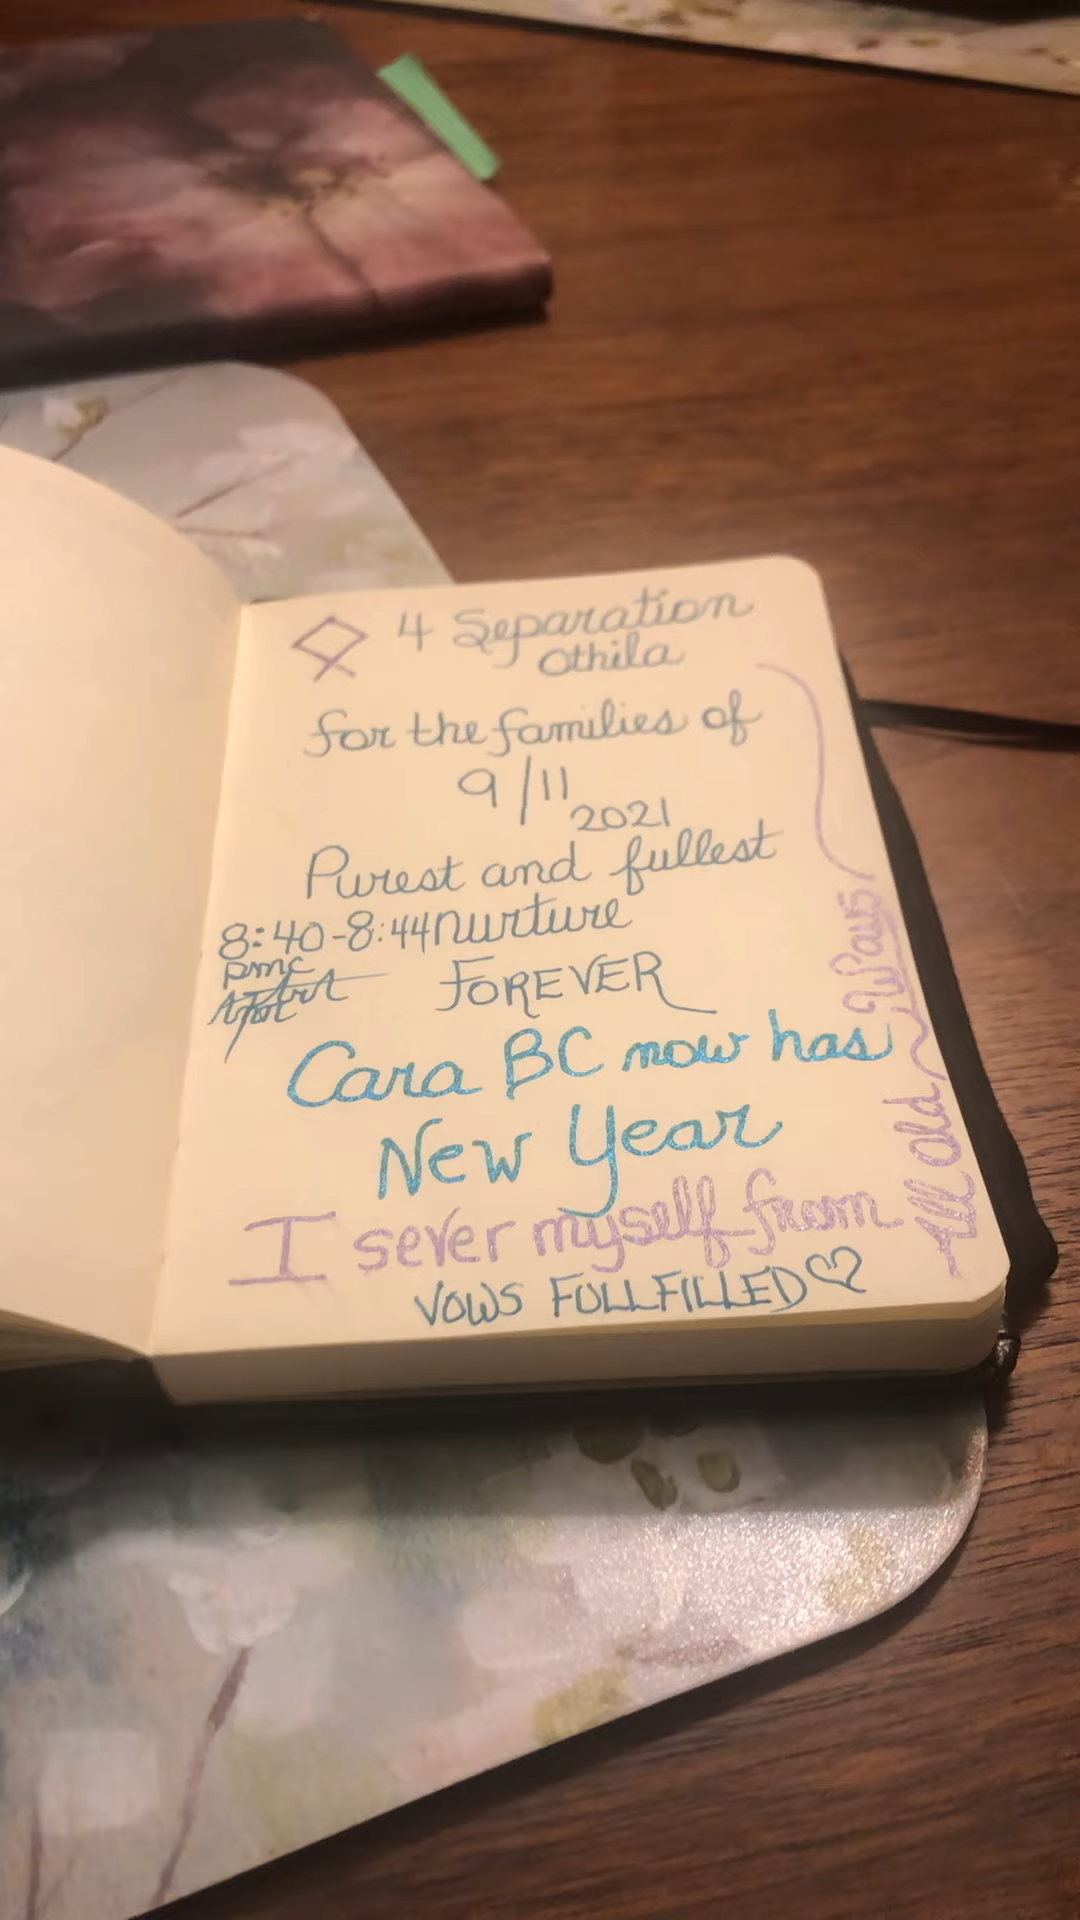 4 Separation
Othila
for the families of
9/11
2021
Purest and fullest
8:40-8:44 nurture
pmc
FOREVER
Cara BC now has
New Year
I sever myself from
All Old Ways
VOWS FULLFILLED♡